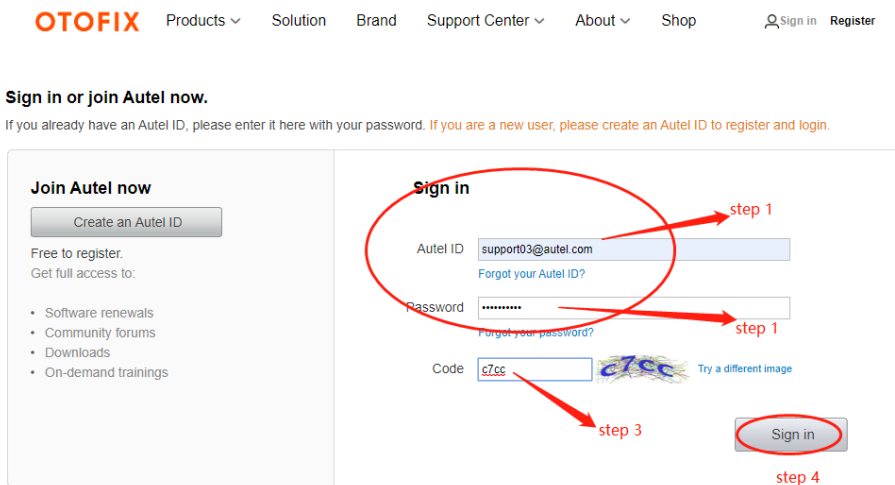 OTOFIX Products Solution Brand Support Center About Shop Sign in Register
Sign in or join Autel now.
If you already have an Autel ID, please enter it here with your password. If you are a new user, please create an Autel ID to register and login.
Join Autel now
Create an Autel ID
Free to register.
Get full access to:
• Software renewals
• Community forums
• Downloads
• On-demand trainings
Sign in
step 1
Autel ID support03@autel.com
Forgot your Autel ID?
Password ••••••••••
step 1
Forgot your password?
Code c7cc c7cc Try a different image
step 3
Sign in
step 4